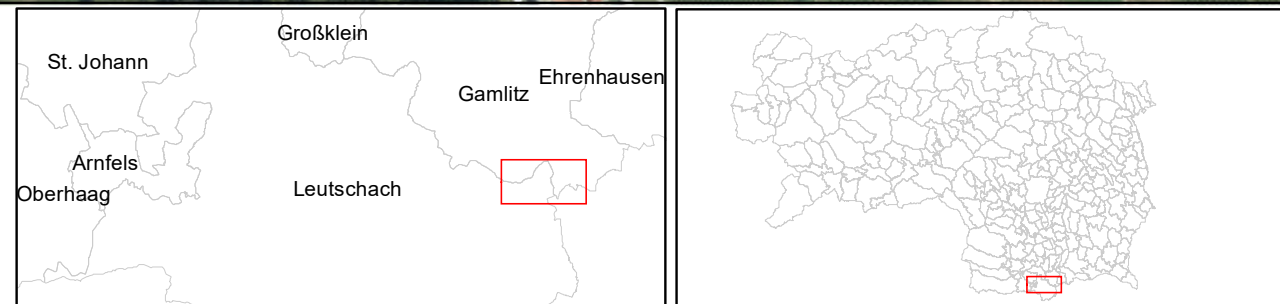 Großklein
St. Johann
Ehrenhausen
Gamlitz
Arnfels
Leutschach
Oberhaag